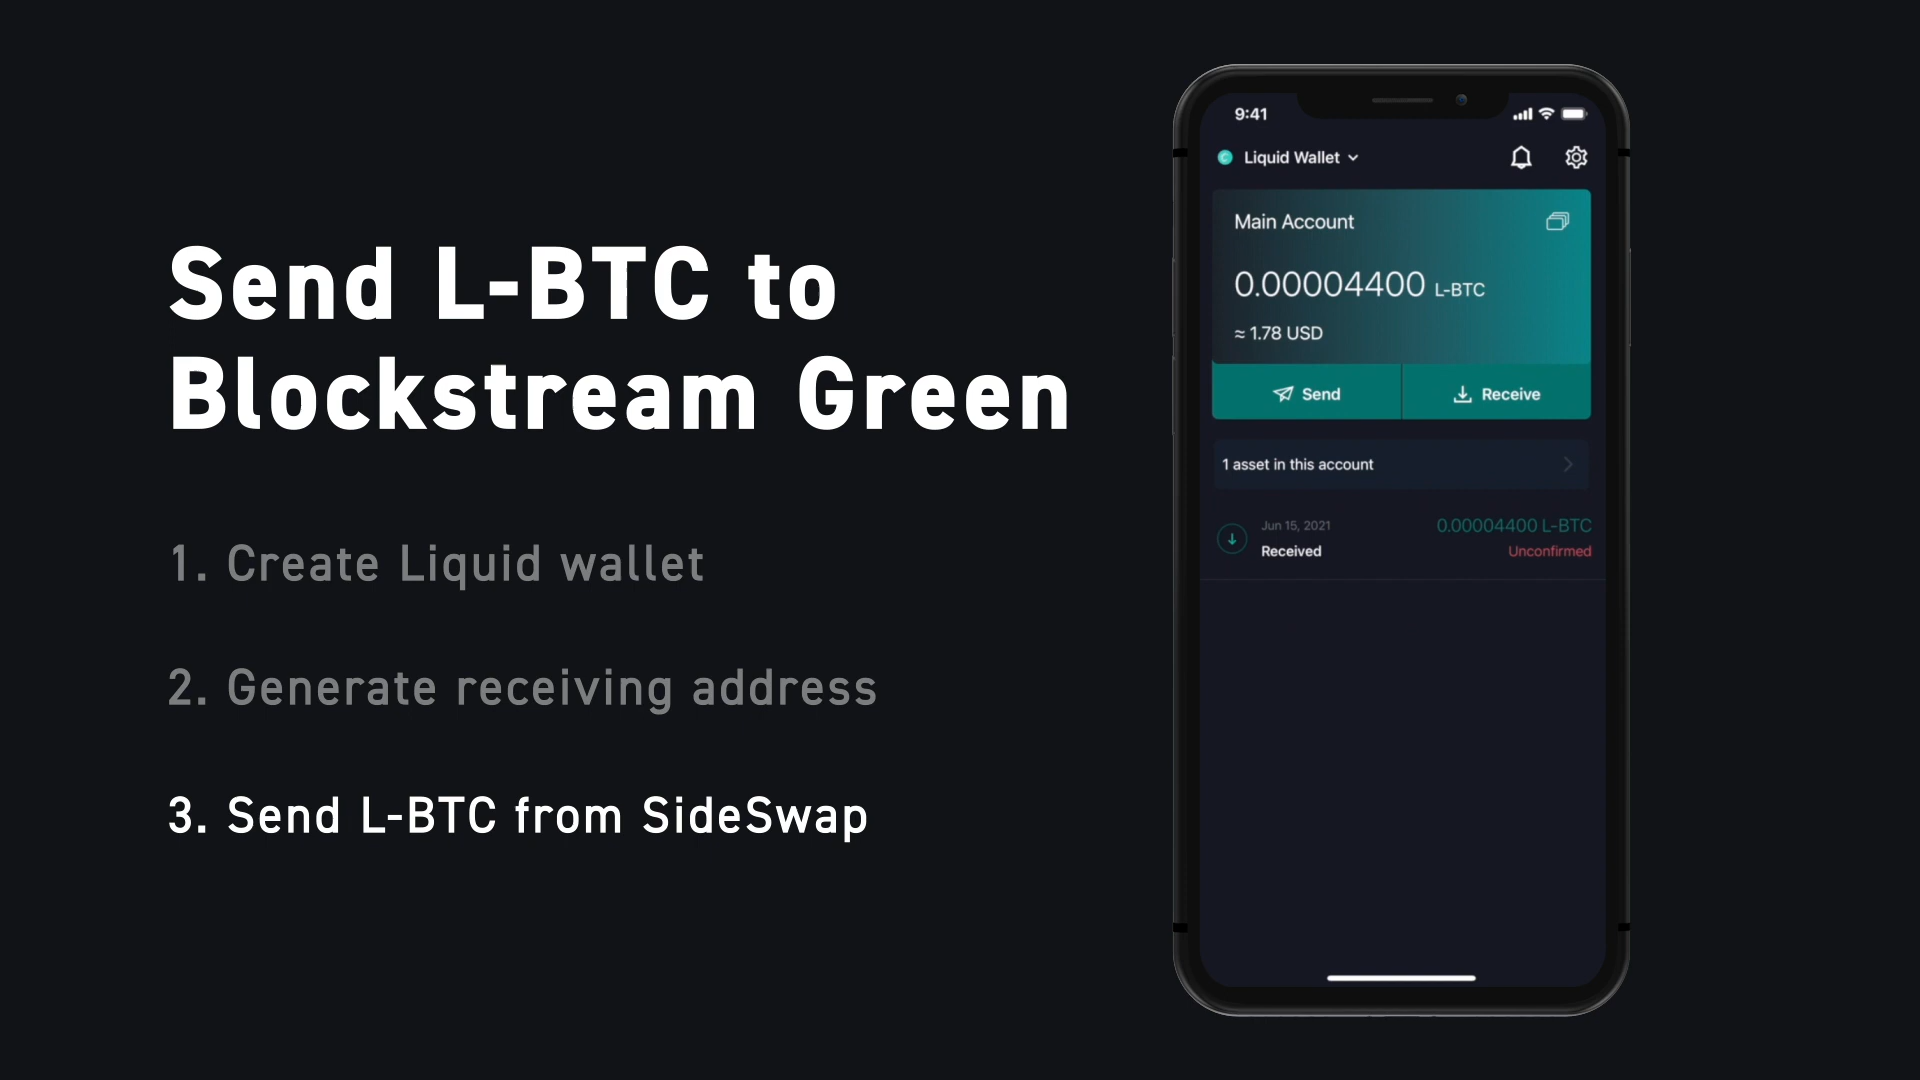 Send L-BTC to
Blockstream Green
1. Create Liquid wallet
2. Generate receiving address
3. Send L-BTC from SideSwap
9:41
Liquid Wallet
Main Account
0.00004400 L-BTC
≈ 1.78 USD
Send
Receive
1 asset in this account
Jun 15, 2021
0.00004400 L-BTC
Received
Unconfirmed